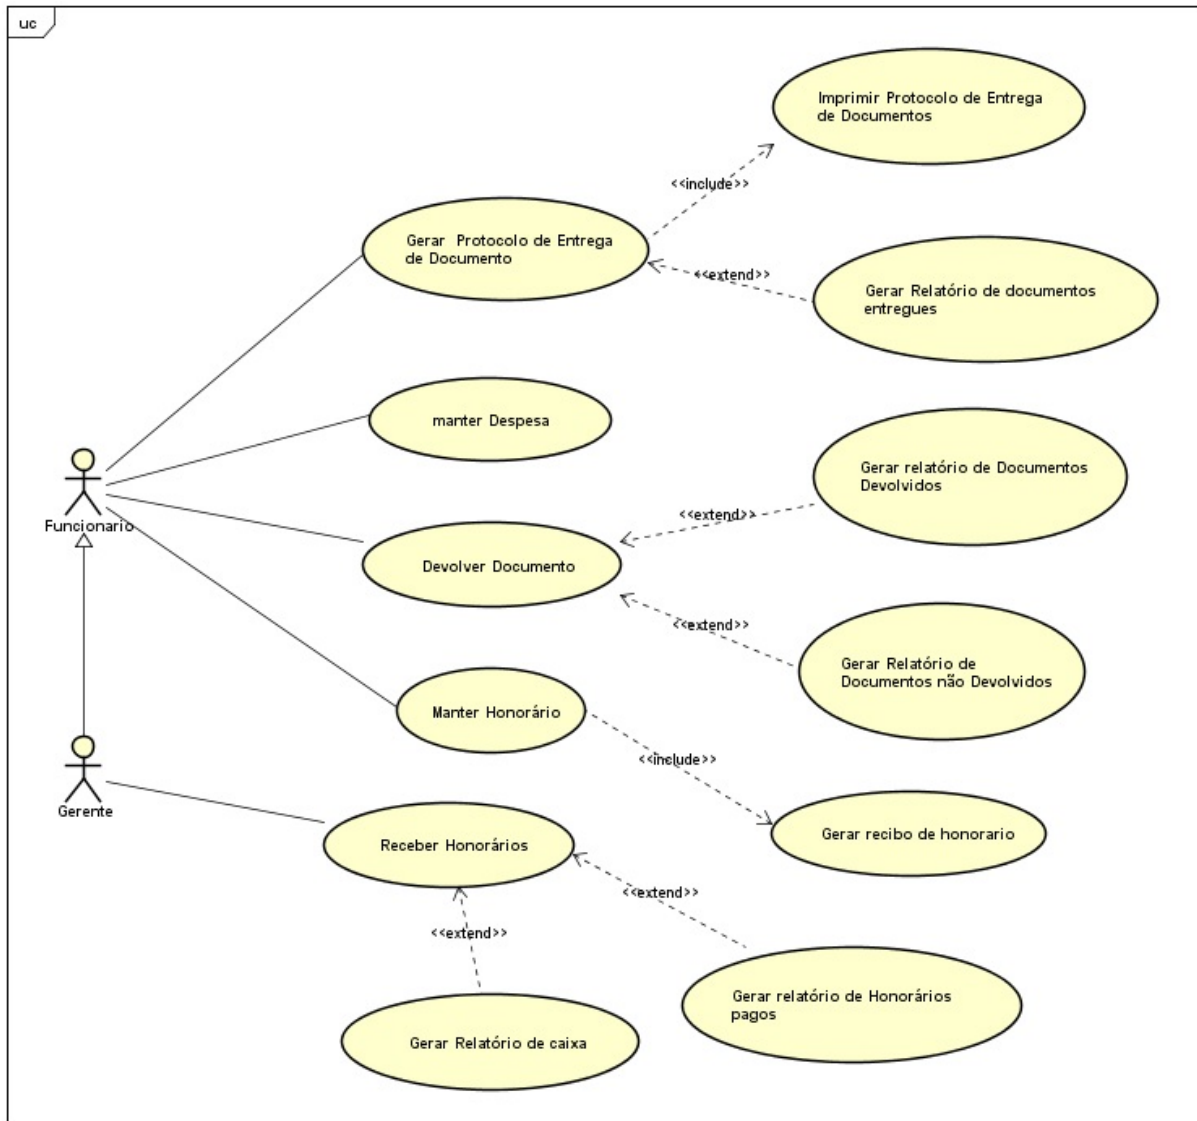 uc
Imprimir Protocolo de Entrega
de Documentos
<<include>>
Gerar Protocolo de Entrega
de Documento
<<extend>>
Gerar Relatório de documentos
entregues
manter Despesa
Gerar relatório de Documentos
Devolvidos
<<extend>>
Funcionario
Devolver Documento
<<extend>>
Gerar Relatório de
Documentos não Devolvidos
Manter Honorário
<<include>>
Gerente
Gerar recibo de honorario
Receber Honorários
<<extend>>
<<extend>>
Gerar relatório de Honorários
pagos
Gerar Relatório de caixa